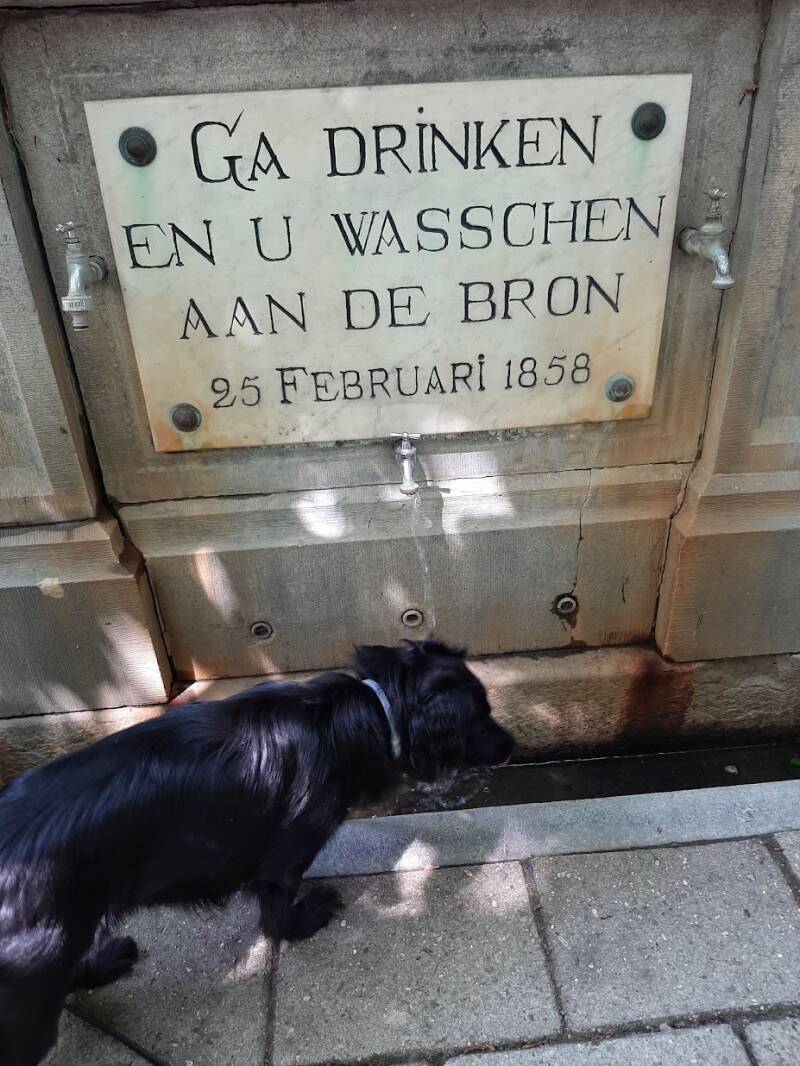 GA DRINKEN
EN U WASSCHEN
AAN DE BRON
25 FEBRUARI 1858